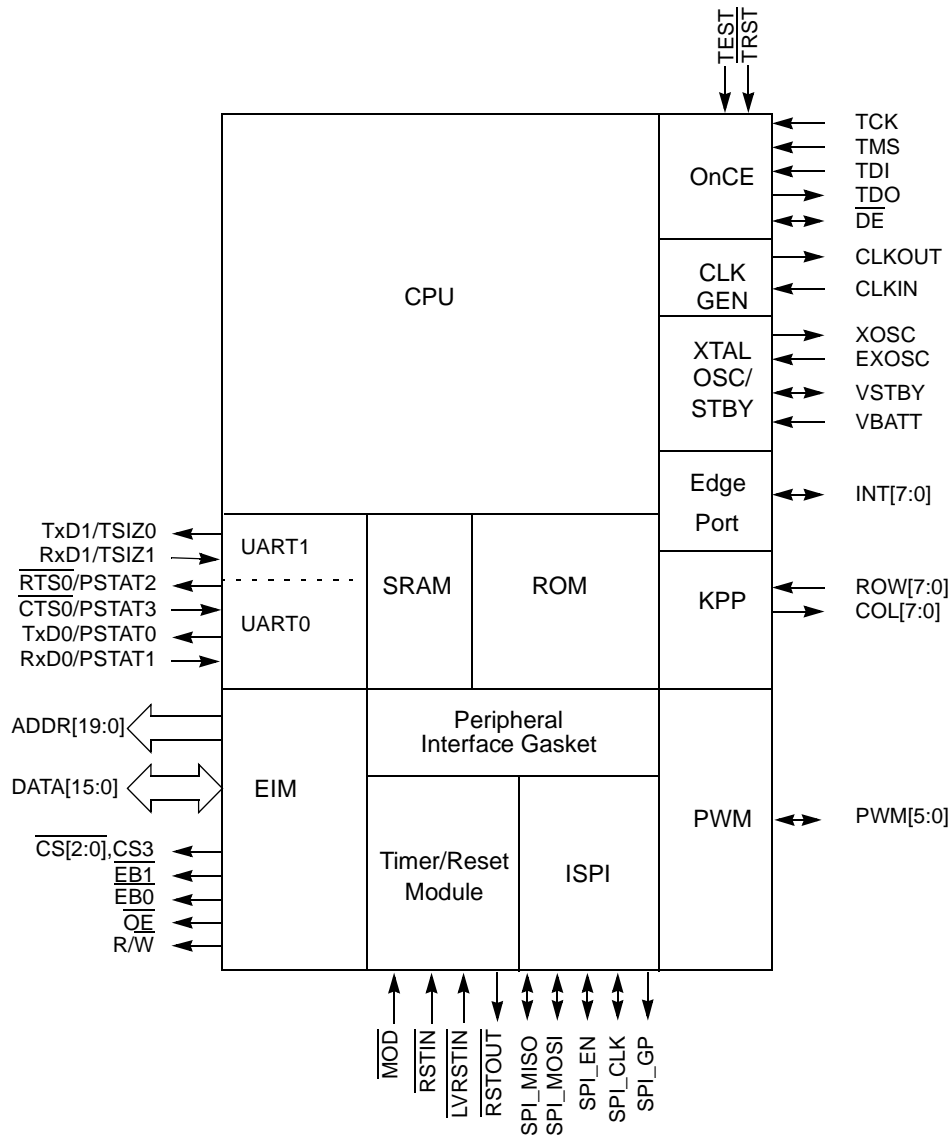 TEST
TRST
TCK
TMS
TDI
TDO
DE
OnCE
CLKOUT
CLKIN
CLK
GEN
CPU
XOSC
EXOSC
VSTBY
VBATT
XTAL
OSC/
STBY
Edge
Port
INT[7:0]
TxD1/TSIZ0
RxD1/TSIZ1
RTS0/PSTAT2
CTS0/PSTAT3
TxD0/PSTAT0
RxD0/PSTAT1
UART1
UART0
SRAM
ROM
KPP
ROW[7:0]
COL[7:0]
ADDR[19:0]
DATA[15:0]
EIM
Peripheral
Interface Gasket
PWM
PWM[5:0]
CS[2:0],CS3
EB1
EB0
OE
R/W
Timer/Reset
Module
ISPI
MOD
RSTIN
LVRSTIN
RSTOUT
SPI_MISO
SPI_MOSI
SPI_EN
SPI_CLK
SPI_GP